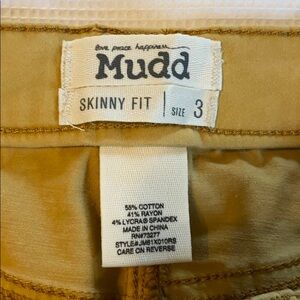 love peace happiness
Mudd
SKINNY FIT | SIZE 3
55% COTTON
41% RAYON
4% LYCRA® SPANDEX
MADE IN CHINA
RN#73277
STYLE#JM61X010RS
CARE ON REVERSE